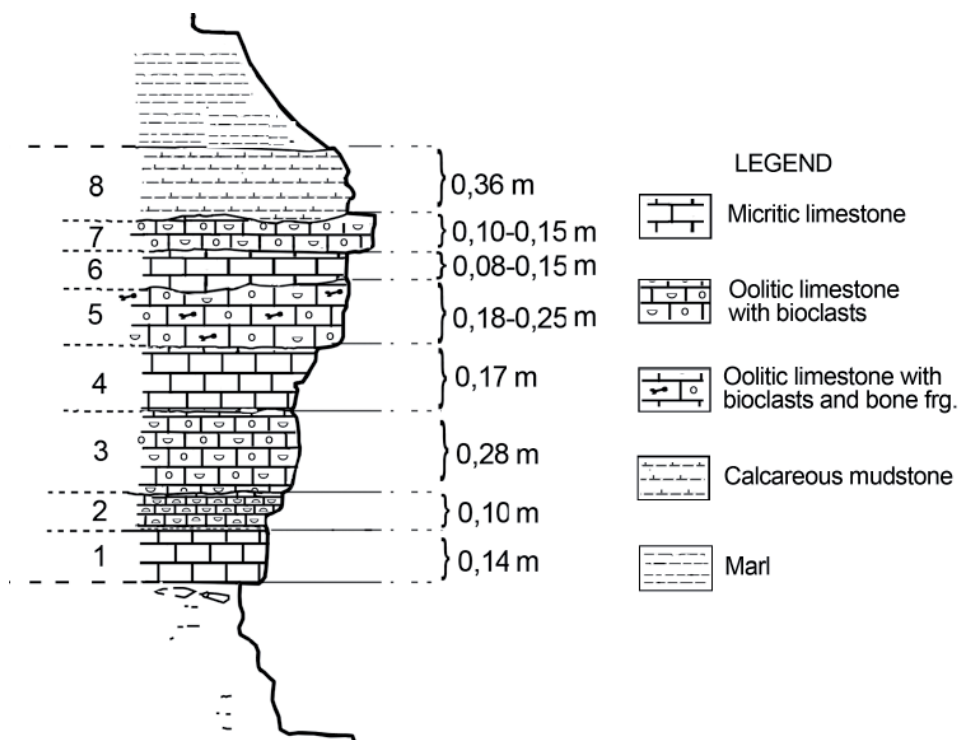 8
0,36 m
7
0,10-0,15 m
6
0,08-0,15 m
5
0,18-0,25 m
4
0,17 m
3
0,28 m
2
0,10 m
1
0,14 m
LEGEND
Micritic limestone
Oolitic limestone
with bioclasts
Oolitic limestone with
bioclasts and bone frg.
Calcareous mudstone
Marl